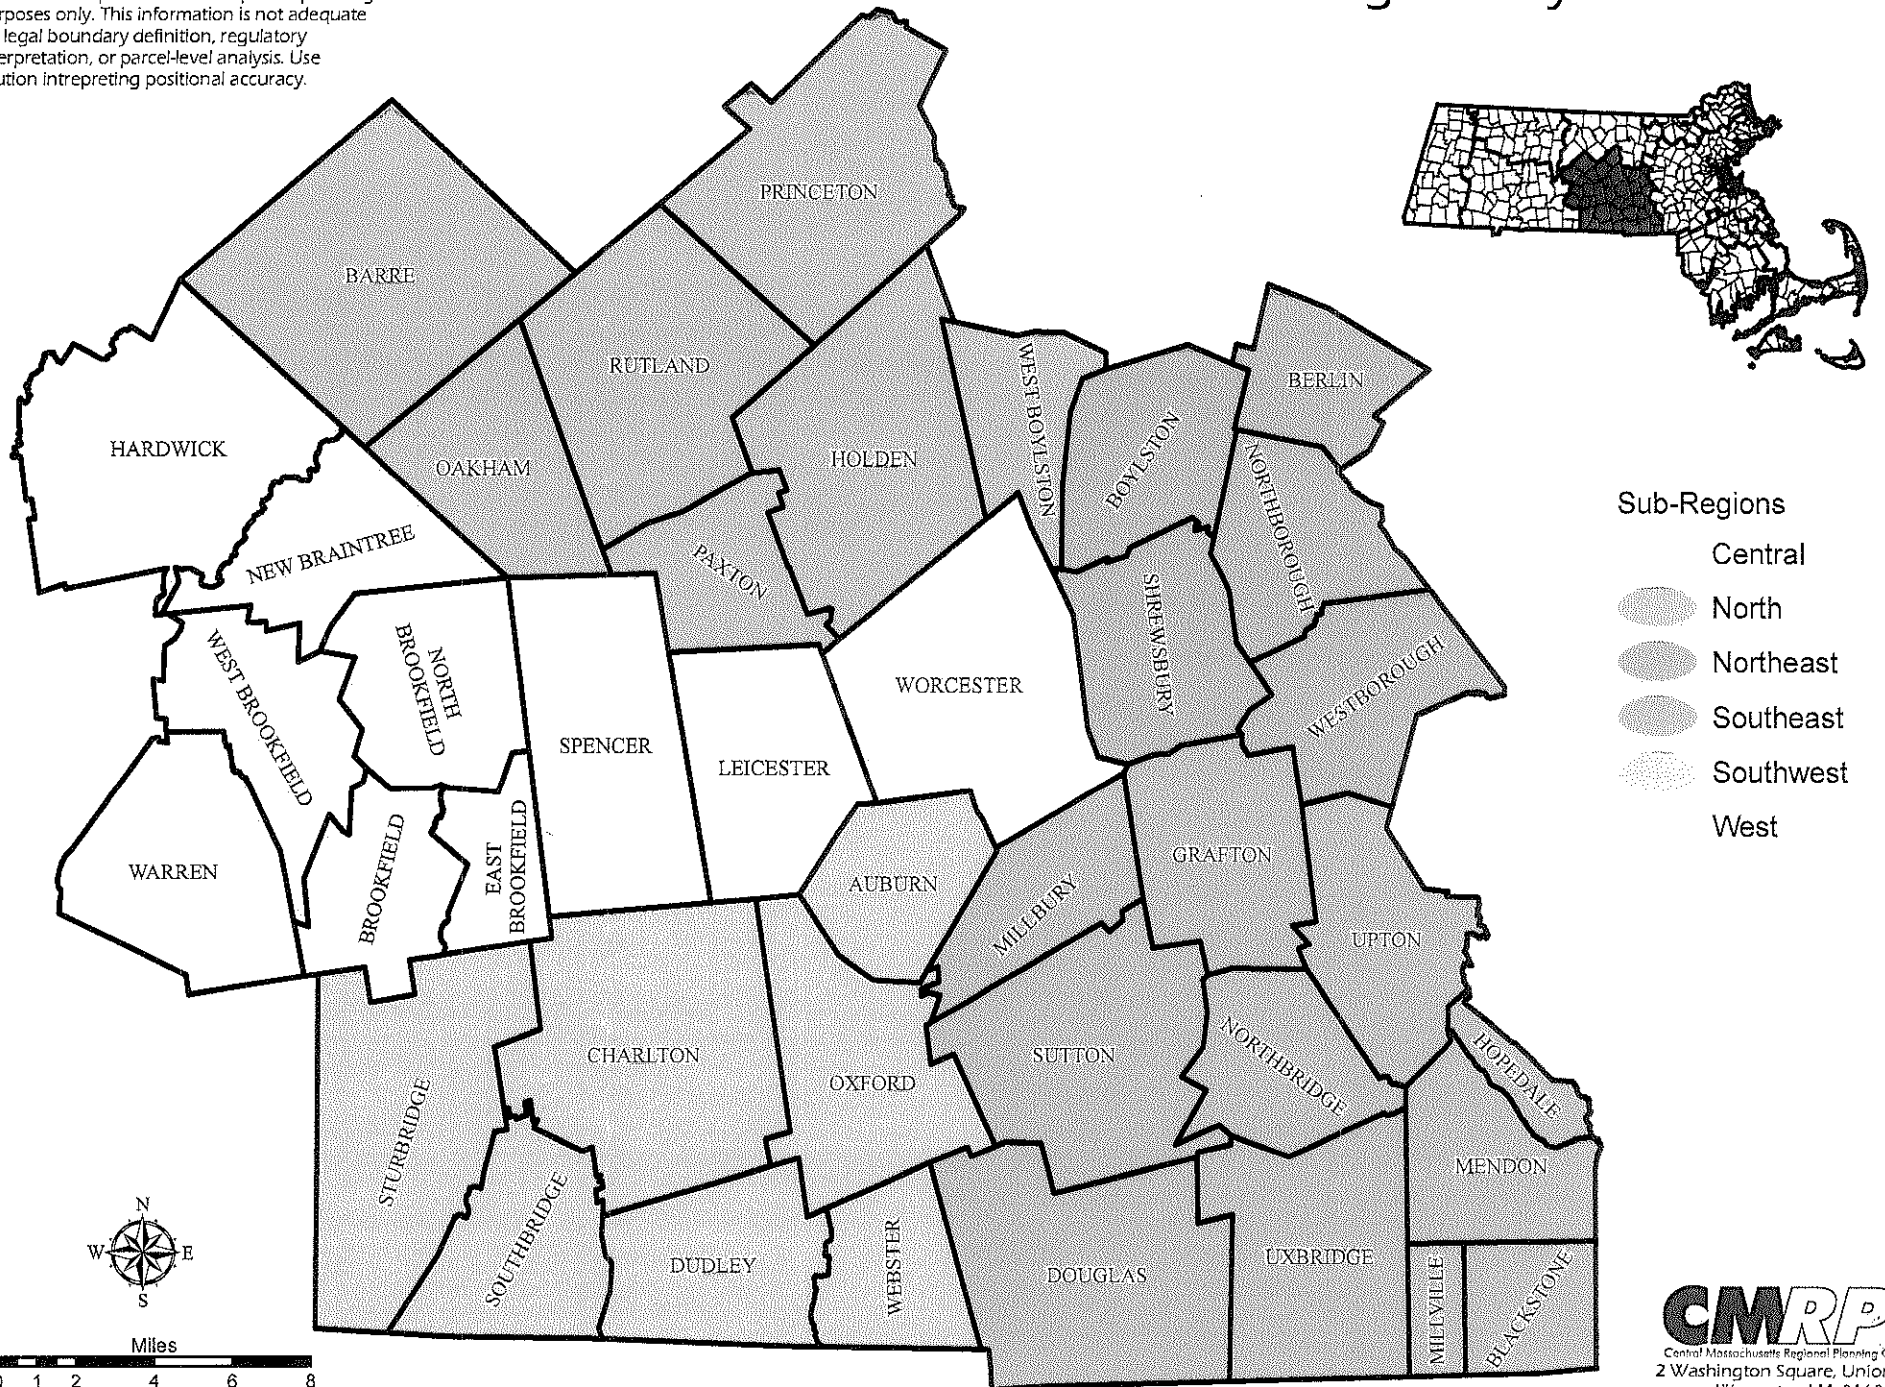 purposes only. This information is not adequate
legal boundary definition, regulatory
or parcel-level analysis. Use
intrepreting positional accuracy.
PRINCETON
BARRE
RUTLAND
WEST BOYLSTON
BERLIN
HARDWICK
OAKHAM
HOLDEN
BOYLSTON
NORTHBOROUGH
NEW BRAINTREE
PAXTON
SHREWSBURY
WEST BROOKFIELD
NORTH
BROOKFIELD
WORCESTER
WESTBOROUGH
SPENCER
LEICESTER
WARREN
BROOKFIELD
EAST
BROOKFIELD
AUBURN
MILLBURY
GRAFTON
UPTON
STURBRIDGE
CHARLTON
OXFORD
SUTTON
NORTHBRIDGE
HOPEDALE
MENDON
SOUTHBRIDGE
DUDLEY
WEBSTER
DOUGLAS
UXBRIDGE
MILLVILLE
BLACKSTONE
Sub-Regions
Central
North
Northeast
Southeast
Southwest
West
N
W E
S
Miles
0 1 2 4 6 8
CMRP
Central Massachusetts Regional Planning
2 Washington Square, Union